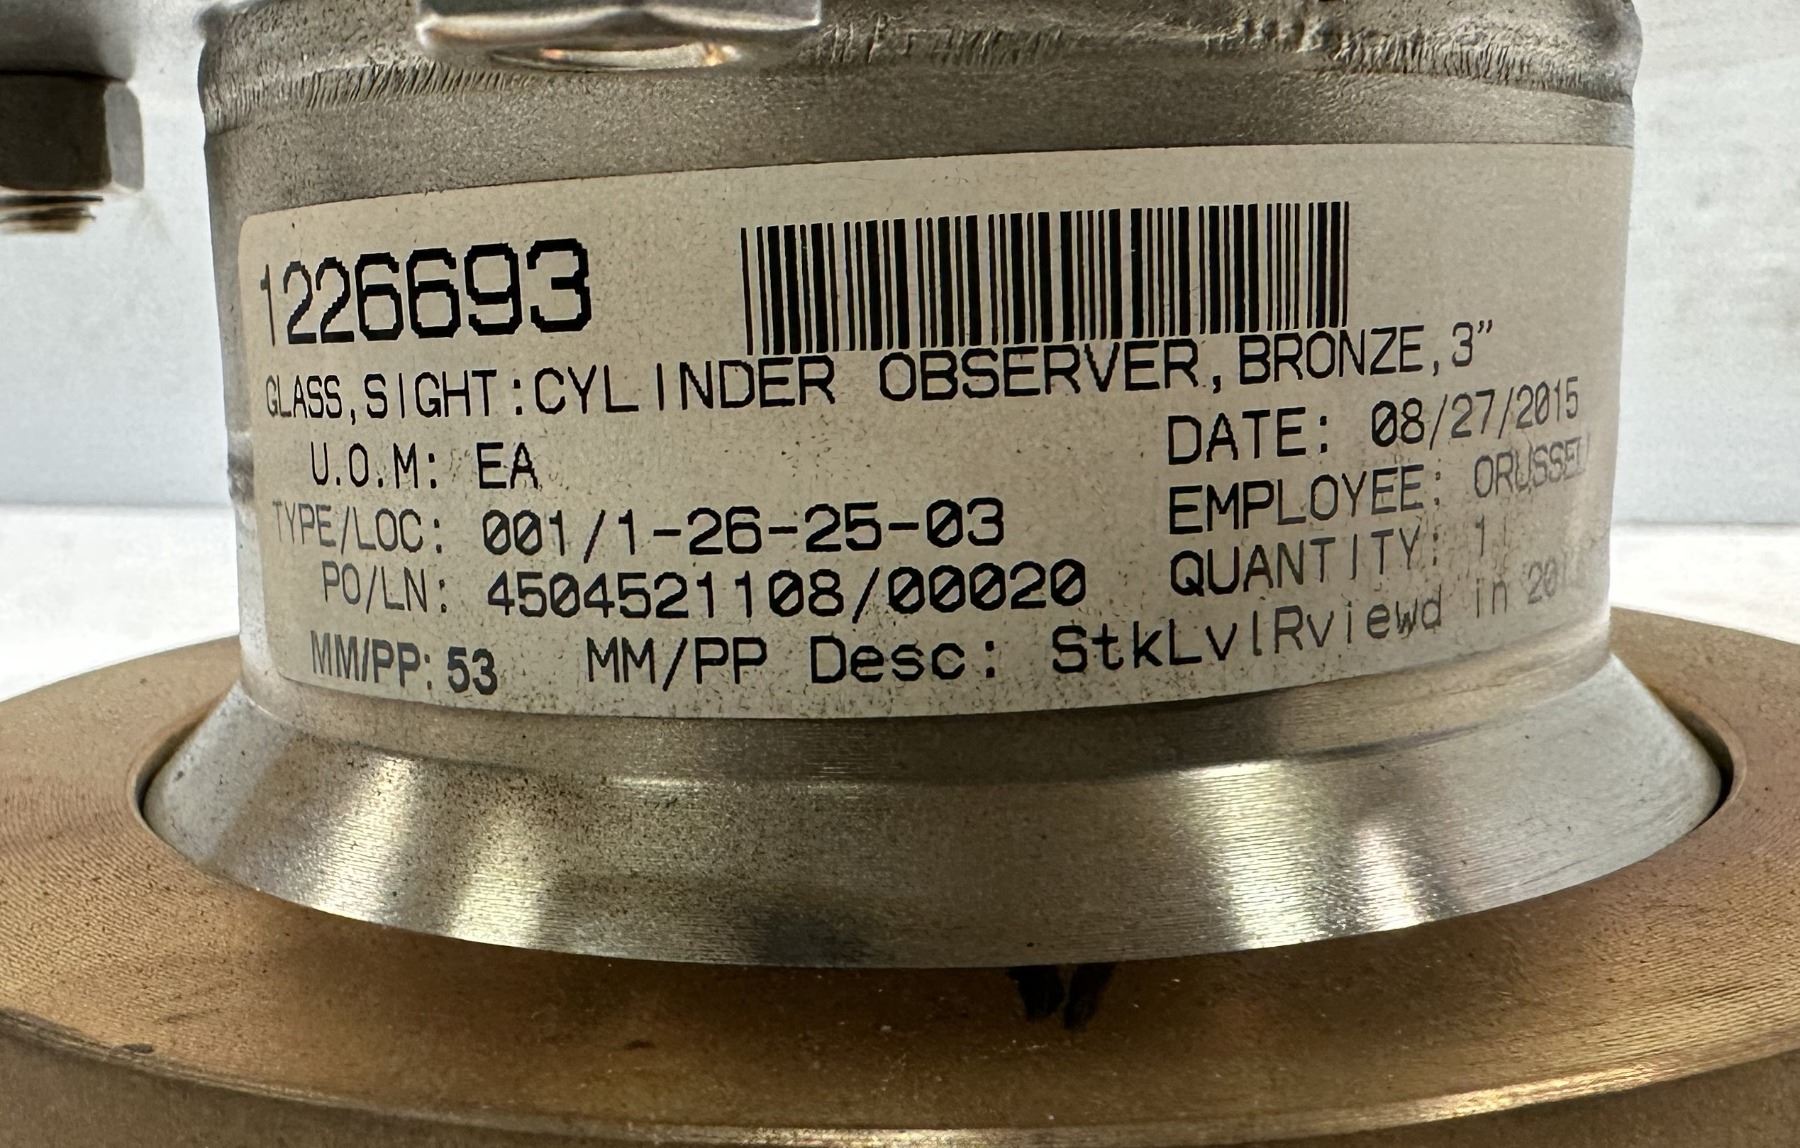 1226693
GLASS,SIGHT:CYLINDER OBSERVER,BRONZE,3"
U.O.M: EA
DATE: 08/27/2015
TYPE/LOC: 001/1-26-25-03
EMPLOYEE: ORUSSELL
PO/LN: 4504521108/00020
QUANTITY: 1
MM/PP: 53 MM/PP Desc: StkLvlRviewd in